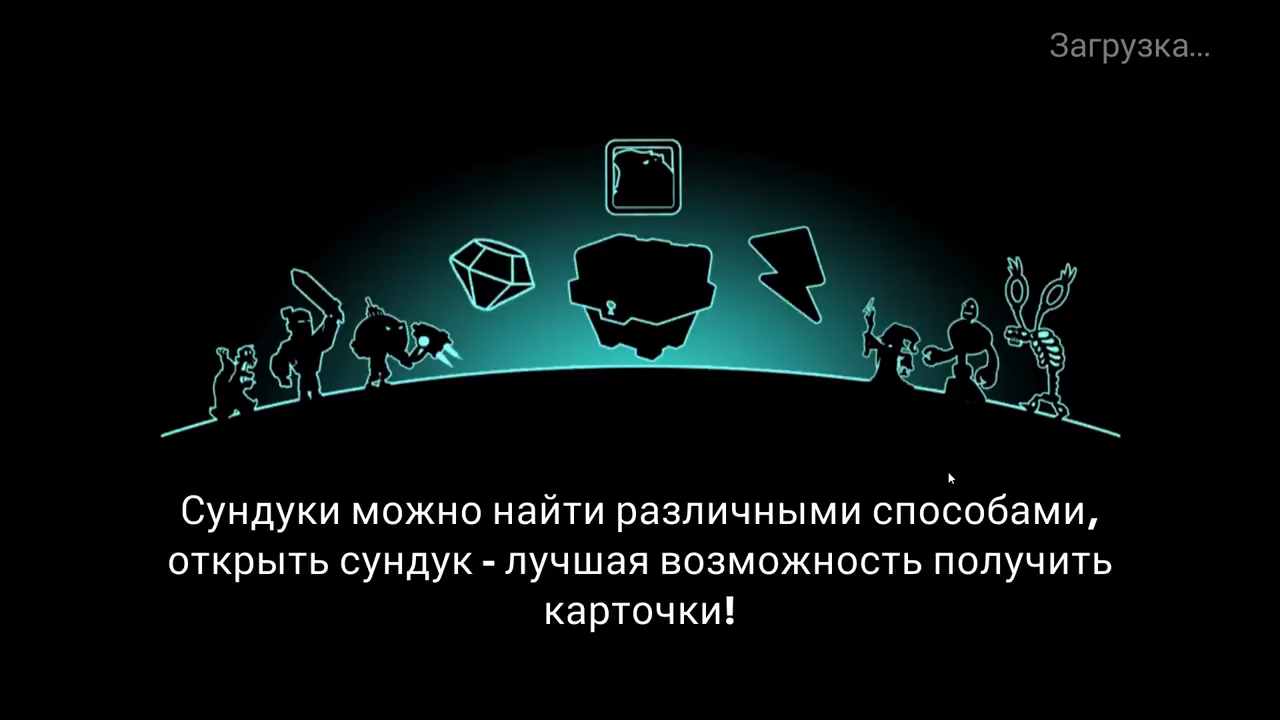 Загрузка...
Сундуки можно найти различными способами,
открыть сундук - лучшая возможность получить
карточки!